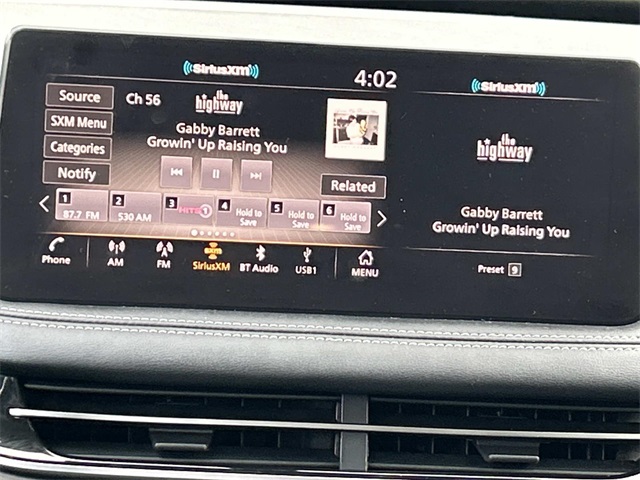 SiriusXM
4:02
SiriusXM
Source
Ch 56
the
highway
SXM Menu
Gabby Barrett
Growin' Up Raising You
Categories
Notify
Related
1
87.7 FM
2
530 AM
3
HITS 1
4
Hold to
Save
5
Hold to
Save
6
Hold to
Save
Phone
AM
FM
SXM
SiriusXM
BT Audio
USB1
MENU
the
highway
Gabby Barrett
Growin' Up Raising You
Preset 9